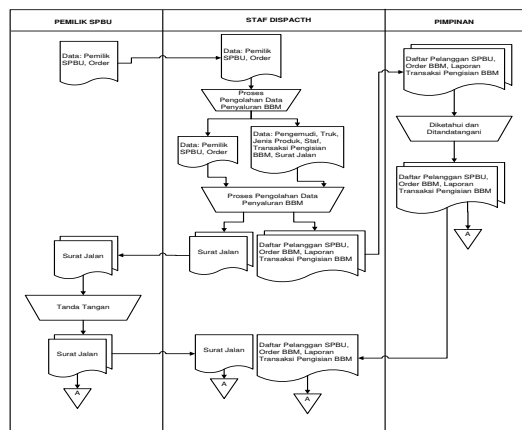 PEMILIK SPBU
STAF DISPACTH
PIMPINAN
Data: Pemilik
SPBU, Order
Data: Pemilik
SPBU, Order
Proses
Pengolahan Data
Penyaluran BBM
Data: Pemilik
SPBU, Order
Data: Pengemudi, Truk,
Jenis Produk, Staf,
Transaksi Pengisian
BBM, Surat Jalan
Proses Pengolahan Data
Penyaluran BBM
Surat Jalan
Daftar Pelanggan SPBU,
Order BBM, Laporan
Transaksi Pengisian BBM
Daftar Pelanggan SPBU,
Order BBM, Laporan
Transaksi Pengisian BBM
Diketahui dan
Ditandatangani
Daftar Pelanggan SPBU,
Order BBM, Laporan
Transaksi Pengisian BBM
A
Surat Jalan
Tanda Tangan
Surat Jalan
A
Surat Jalan
A
Daftar Pelanggan SPBU,
Order BBM, Laporan
Transaksi Pengisian BBM
A